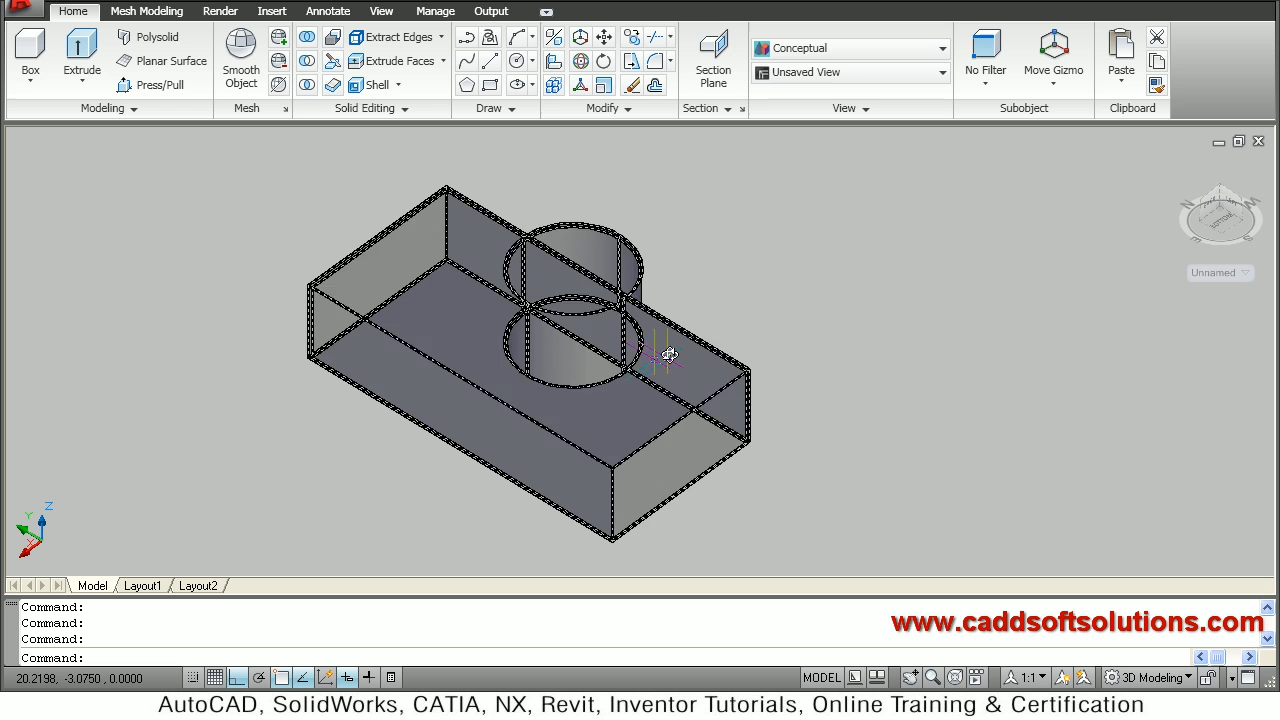 Home Mesh Modeling Render Insert Annotate View Manage Output
Polysolid Extract Edges Conceptual
Planar Surface Extrude Faces
Box Extrude Smooth Object Section Plane Unsaved View No Filter Move Gizmo Paste
Press/Pull Shell
Modeling Mesh Solid Editing Draw Modify Section View Subobject Clipboard
N
Unnamed
Z
Y
X
Model Layout1 Layout2
Command:
Command:
Command:
www.caddsoftsolutions.com
Command:
20.2198, -3.0750, 0.0000 MODEL 1:1 3D Modeling
AutoCAD, SolidWorks, CATIA, NX, Revit, Inventor Tutorials, Online Training & Certification